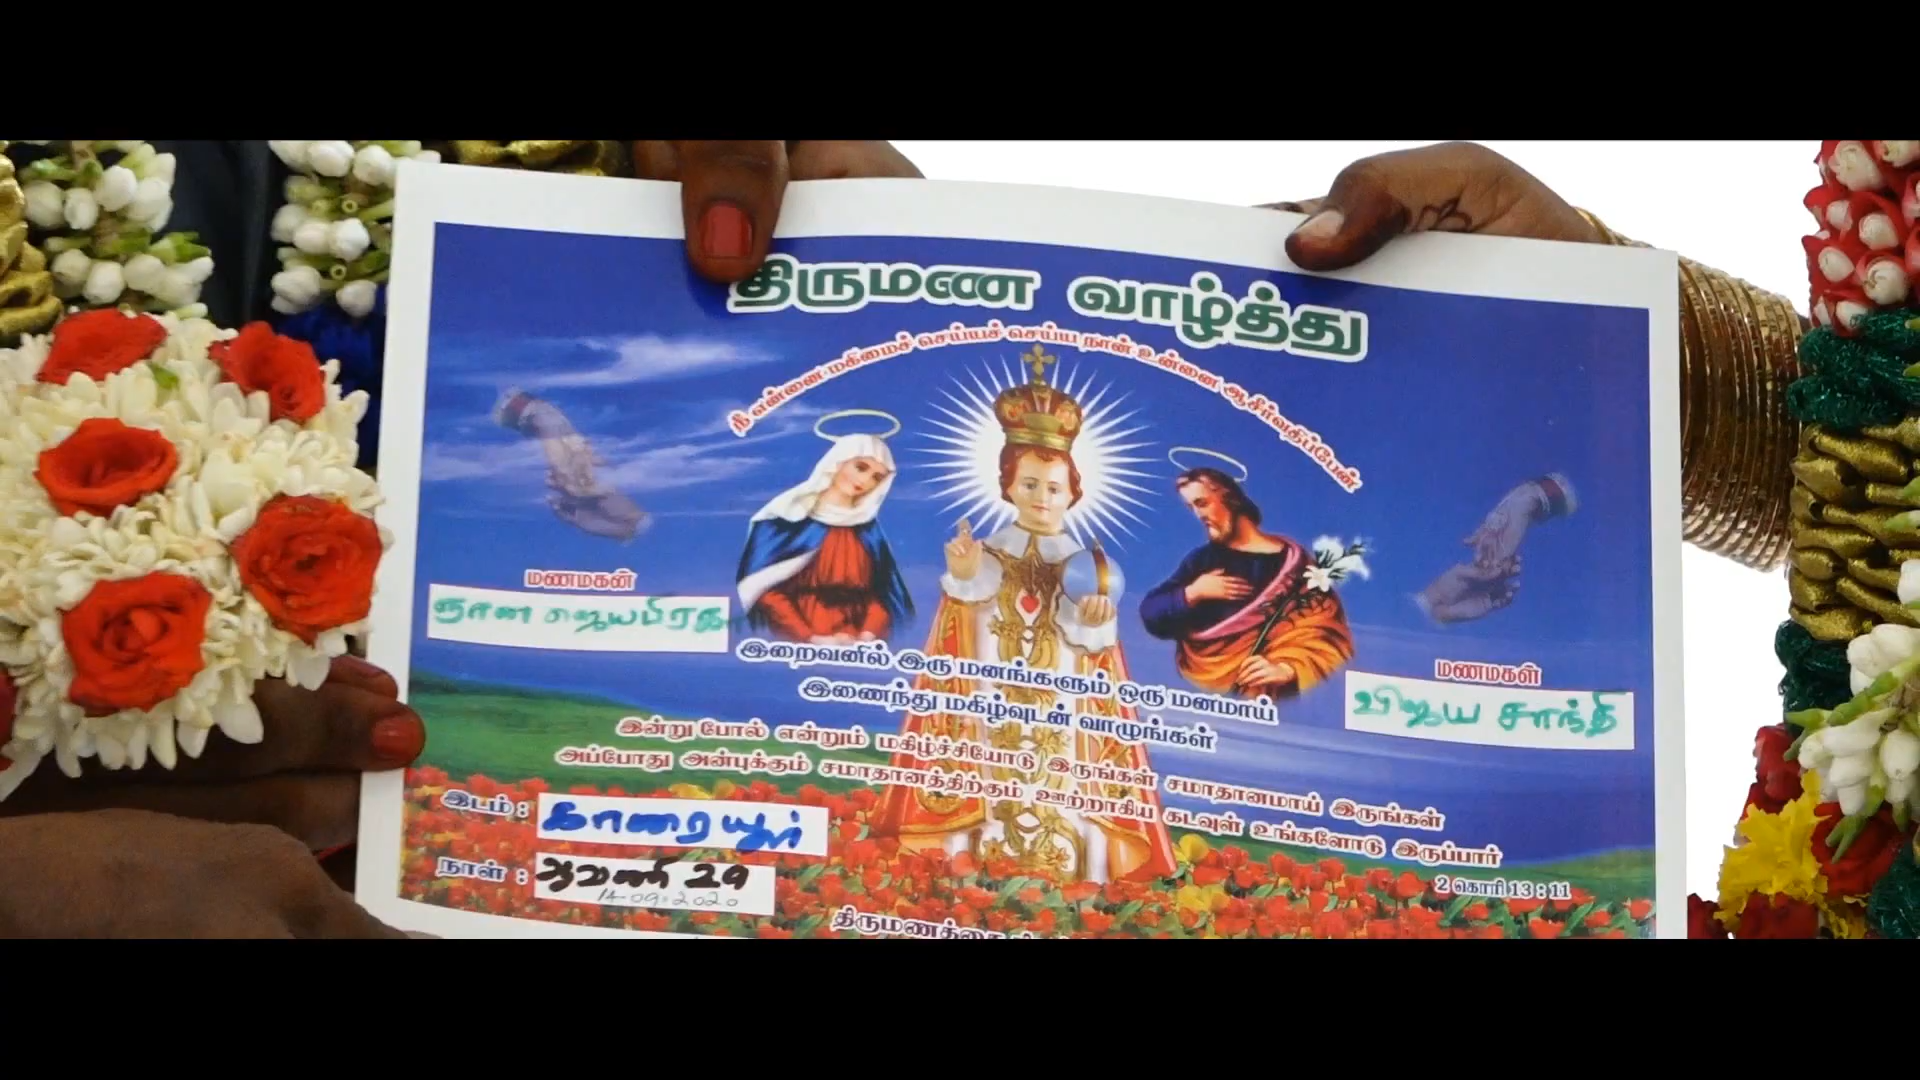 திருமண வாழ்த்து
நீ என்னை மகிமைச் செய்யச் செய்ய நான் உன்னை ஆசீர்வதிப்பேன்
மணமகன்
ஞான ஜெயபிரகா
மணமகள்
விஜய சாந்தி
இறைவனில் இரு மனங்களும் ஒரு மனமாய்
இணைந்து மகிழ்வுடன் வாழுங்கள்
இன்று போல் என்றும் மகிழ்ச்சியோடு இருங்கள் சமாதானமாய் இருங்கள்
அப்போது அன்புக்கும் சமாதானத்திற்கும் ஊற்றாகிய கடவுள் உங்களோடு இருப்பார்
2 கொரி 13 : 11
இடம் : காரையூர்
நாள் : ஆவணி 29
14-09-2020